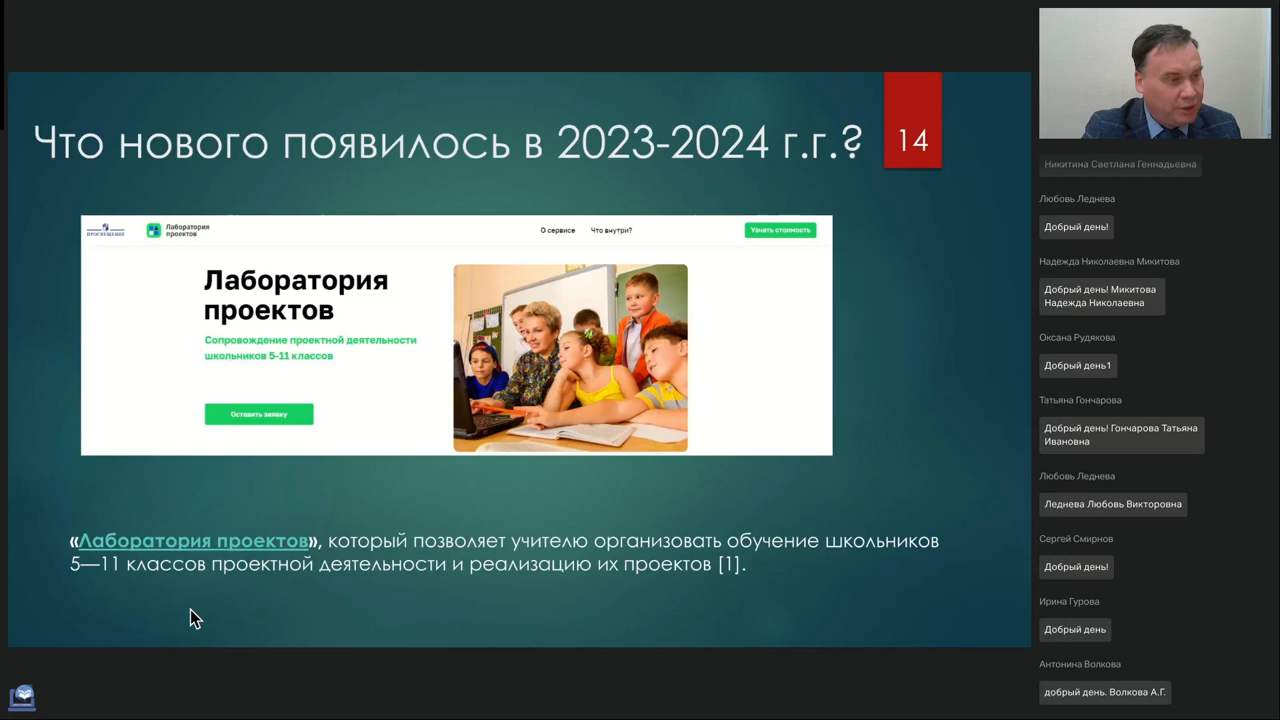 Что нового появилось в 2023-2024 г.г.?
14
ПРОСВЕЩЕНИЕ
Лаборатория
проектов
О сервисе
Что внутри?
Узнать стоимость
Лаборатория
проектов
Сопровождение проектной деятельности
школьников 5-11 классов
Оставить заявку
«Лаборатория проектов», который позволяет учителю организовать обучение школьников
5—11 классов проектной деятельности и реализацию их проектов [1].
Никитина Светлана Геннадьевна
Любовь Леднева
Добрый день!
Надежда Николаевна Микитова
Добрый день! Микитова
Надежда Николаевна
Оксана Рудякова
Добрый день1
Татьяна Гончарова
Добрый день! Гончарова Татьяна
Ивановна
Любовь Леднева
Леднева Любовь Викторовна
Сергей Смирнов
Добрый день!
Ирина Гурова
Добрый день
Антонина Волкова
добрый день. Волкова А.Г.